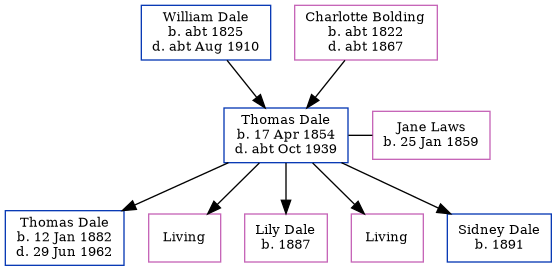 William Dale
b. abt 1825
d. abt Aug 1910
Charlotte Bolding
b. abt 1822
d. abt 1867
Thomas Dale
b. 17 Apr 1854
d. abt Oct 1939
Jane Laws
b. 25 Jan 1859
Thomas Dale
b. 12 Jan 1882
d. 29 Jun 1962
Living
Lily Dale
b. 1887
Living
Sidney Dale
b. 1891